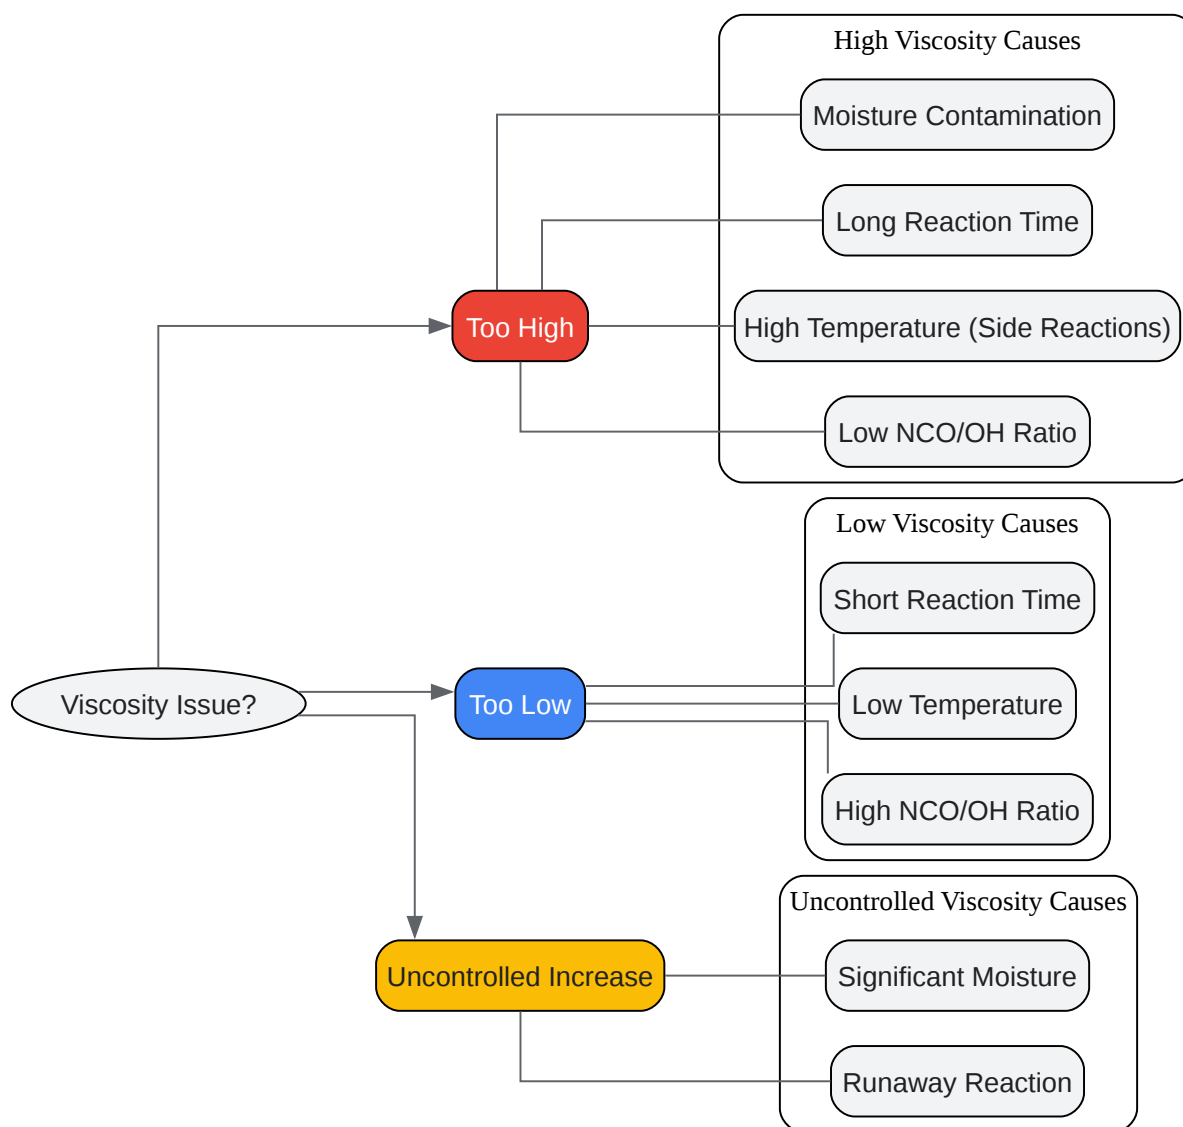 High Viscosity Causes
Moisture Contamination
Long Reaction Time
Too High
High Temperature (Side Reactions)
Low NCO/OH Ratio
Low Viscosity Causes
Short Reaction Time
Viscosity Issue?
Too Low
Low Temperature
High NCO/OH Ratio
Uncontrolled Viscosity Causes
Uncontrolled Increase
Significant Moisture
Runaway Reaction